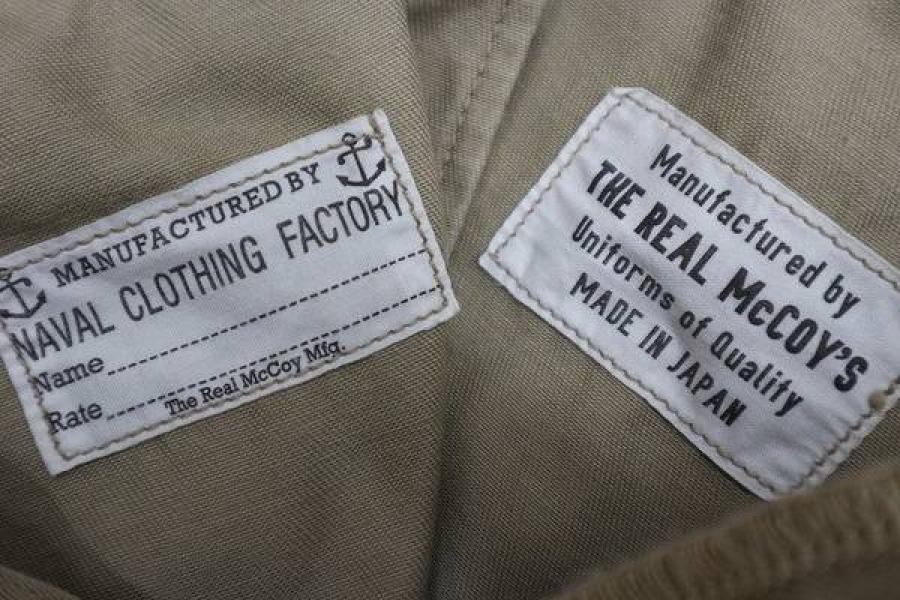 MANUFACTURED BY
NAVAL CLOTHING FACTORY
Name
Rate
The Real McCoy Mfg.
Manufactured by
THE REAL McCOY'S
Uniforms of Quality
MADE IN JAPAN